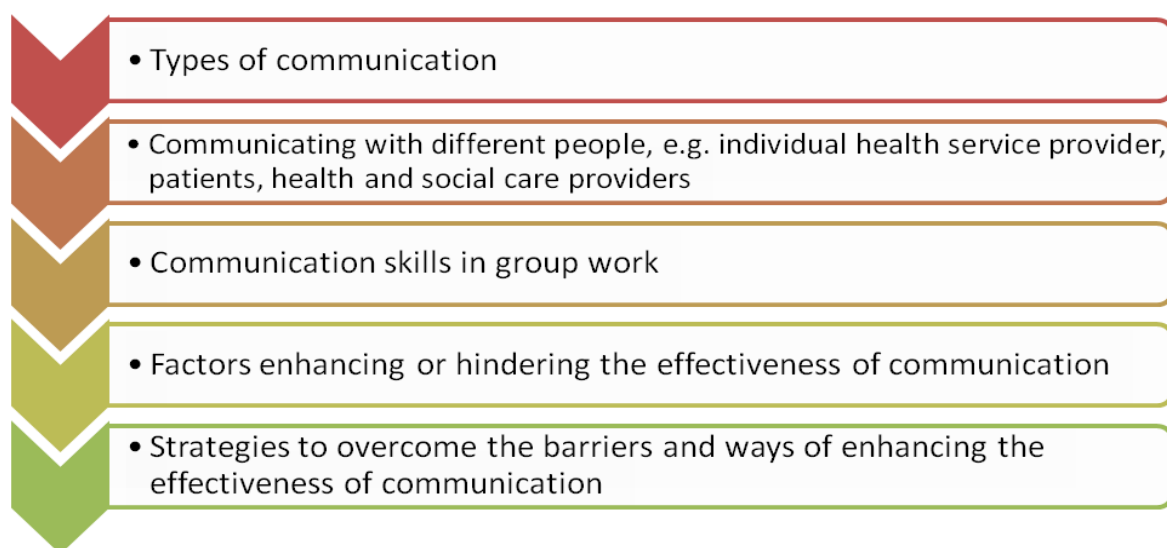 • Types of communication
• Communicating with different people, e.g. individual health service provider,
patients, health and social care providers
• Communication skills in group work
• Factors enhancing or hindering the effectiveness of communication
• Strategies to overcome the barriers and ways of enhancing the
effectiveness of communication